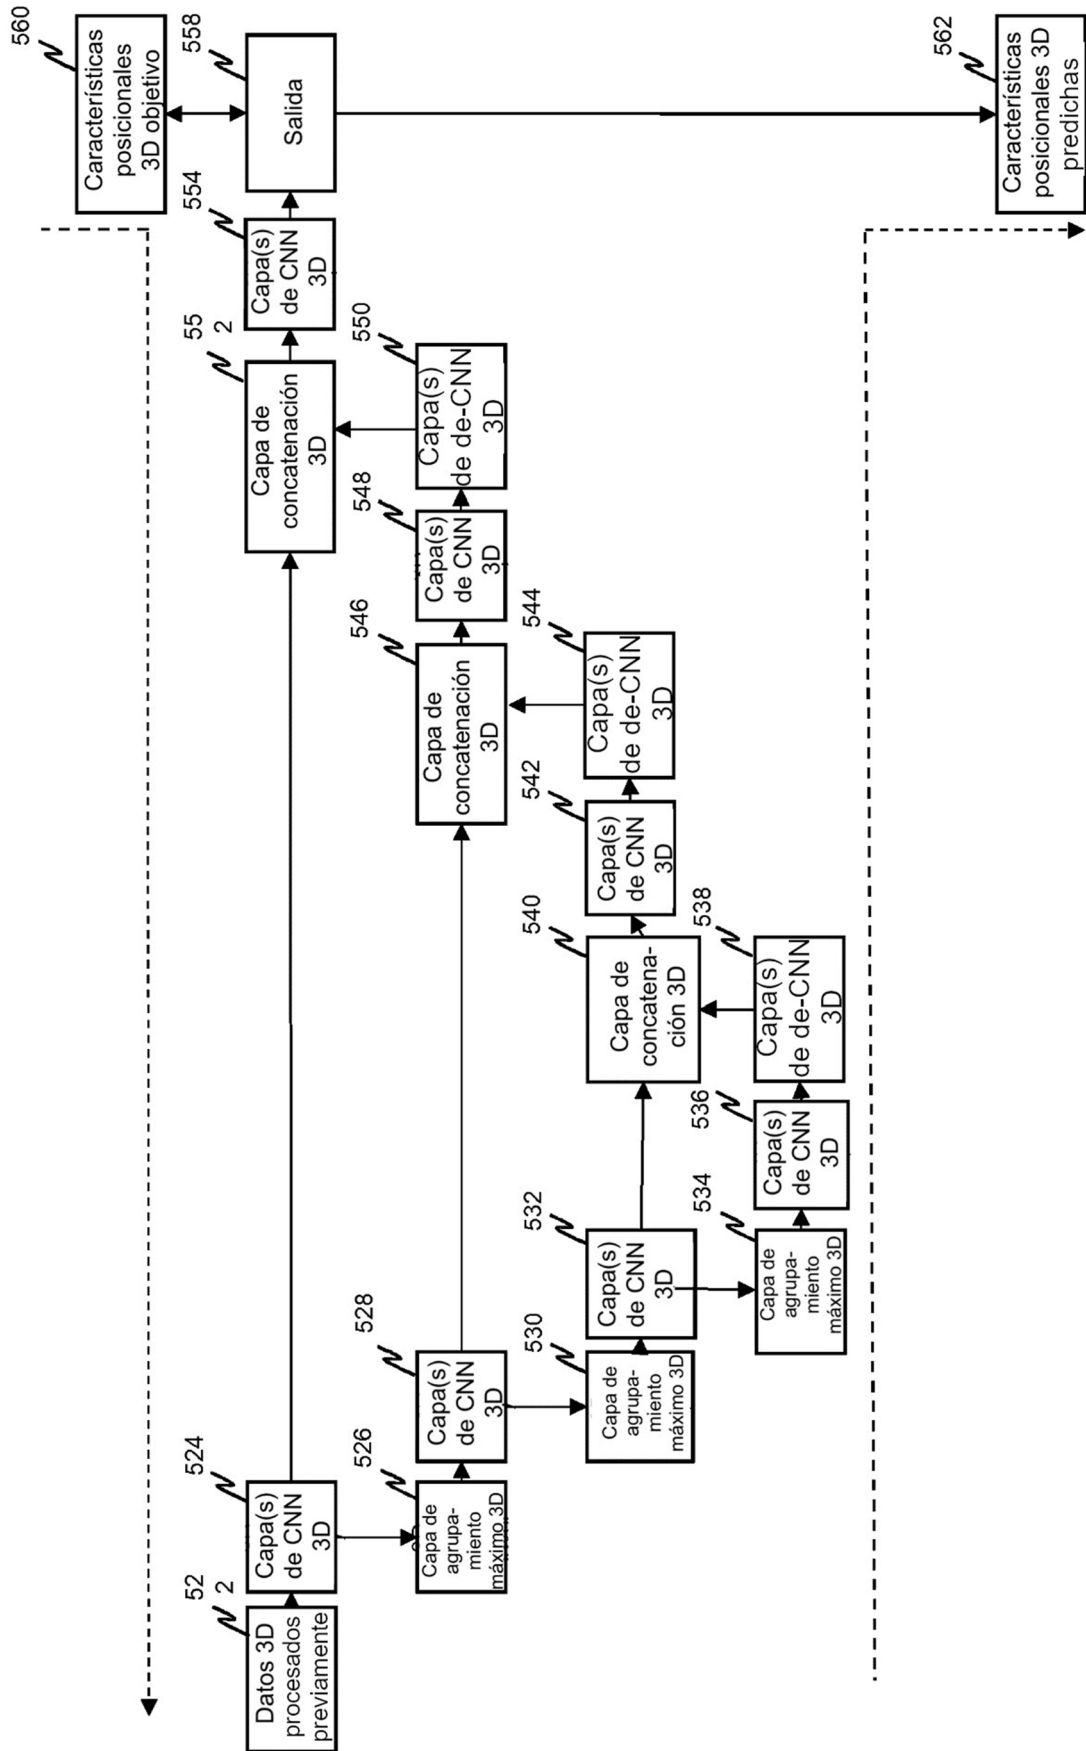 560
Características
posicionales
3D objetivo
558
Salida
562
Características
posicionales 3D
predichas
554
Capa(s)
de CNN
3D
55
2
Capa de
concatenación
3D
550
Capa(s)
de de-CNN
3D
548
Capa(s)
de CNN
3D
546
Capa de
concatenación
3D
544
Capa(s)
de de-CNN
3D
542
Capa(s)
de CNN
3D
540
Capa de
concatena-
ción 3D
538
Capa(s)
de de-CNN
3D
536
Capa(s)
de CNN
3D
534
Capa de
agrupa-
miento
máximo 3D
532
Capa(s)
de CNN
3D
530
Capa de
agrupa-
miento
máximo 3D
528
Capa(s)
de CNN
3D
526
Capa de
agrupa-
miento
máximo 3D
524
Capa(s)
de CNN
3D
52
2
Datos 3D
procesados
previamente